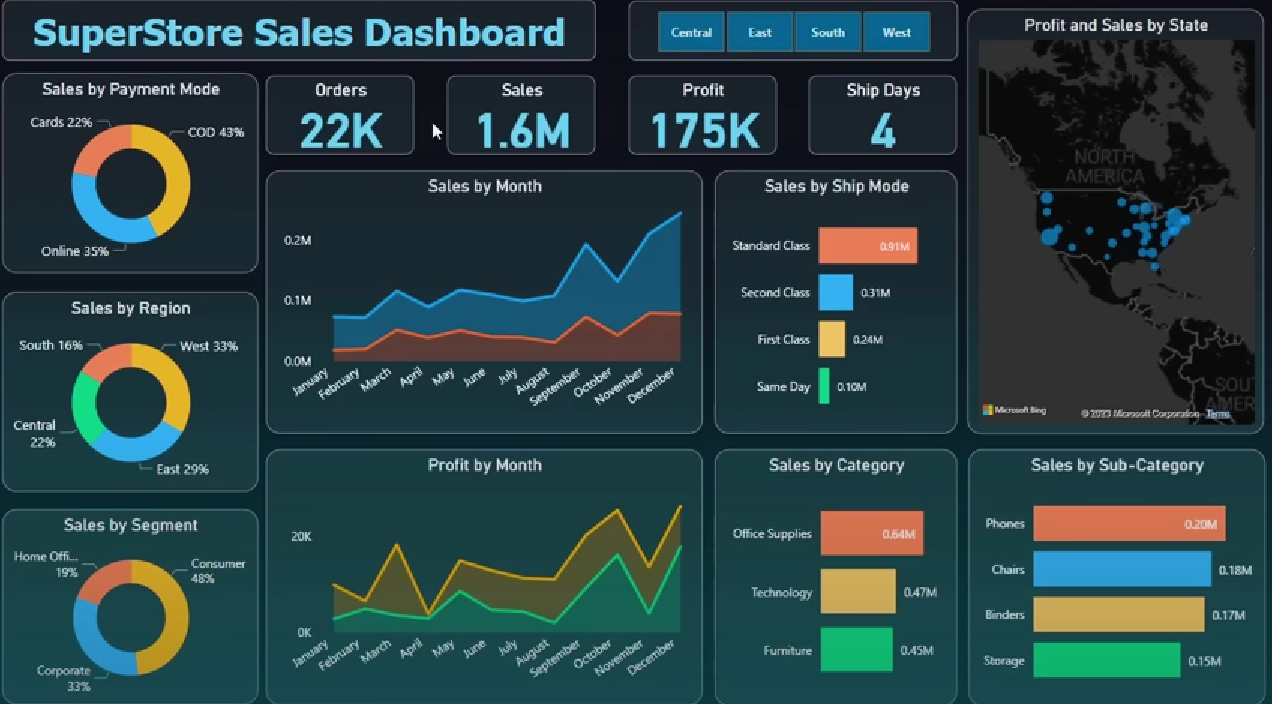 SuperStore Sales Dashboard
Central
East
South
West
Profit and Sales by State
NORTH
AMERICA
SOUT
AMER
Microsoft Bing
© 2023 Microsoft Corporation
Terms
Sales by Payment Mode
Cards 22%
COD 43%
Online 35%
Orders
22K
Sales
1.6M
Profit
175K
Ship Days
4
Sales by Month
0.2M
0.1M
0.0M
January
February
March
April
May
June
July
August
September
October
November
December
Sales by Ship Mode
Standard Class
0.91M
Second Class
0.31M
First Class
0.24M
Same Day
0.10M
Sales by Region
South 16%
West 33%
Central
22%
East 29%
Profit by Month
20K
0K
January
February
March
April
May
June
July
August
September
October
November
December
Sales by Category
Office Supplies
0.64M
Technology
0.47M
Furniture
0.45M
Sales by Sub-Category
Phones
0.20M
Chairs
0.18M
Binders
0.17M
Storage
0.15M
Sales by Segment
Home Offi...
19%
Consumer
48%
Corporate
33%